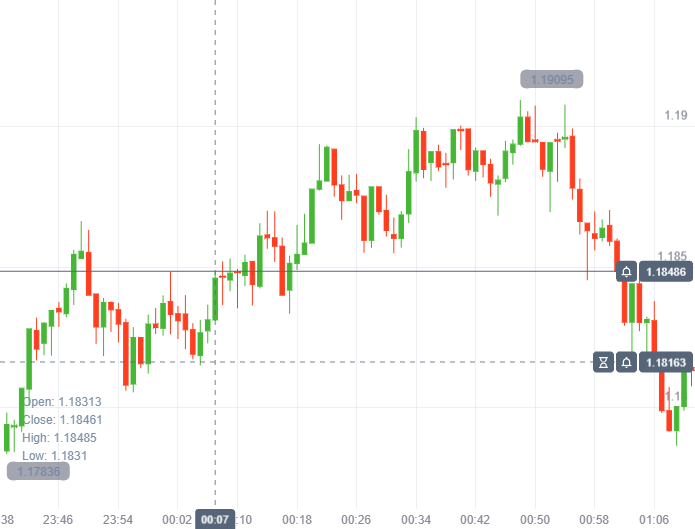 1.19095
1.19
1.185
1.18486
1.18163
1.1
Open: 1.18313
Close: 1.18461
High: 1.18485
Low: 1.1831
1.17836
:38 23:46 23:54 00:02 00:07 :10 00:18 00:26 00:34 00:42 00:50 00:58 01:06